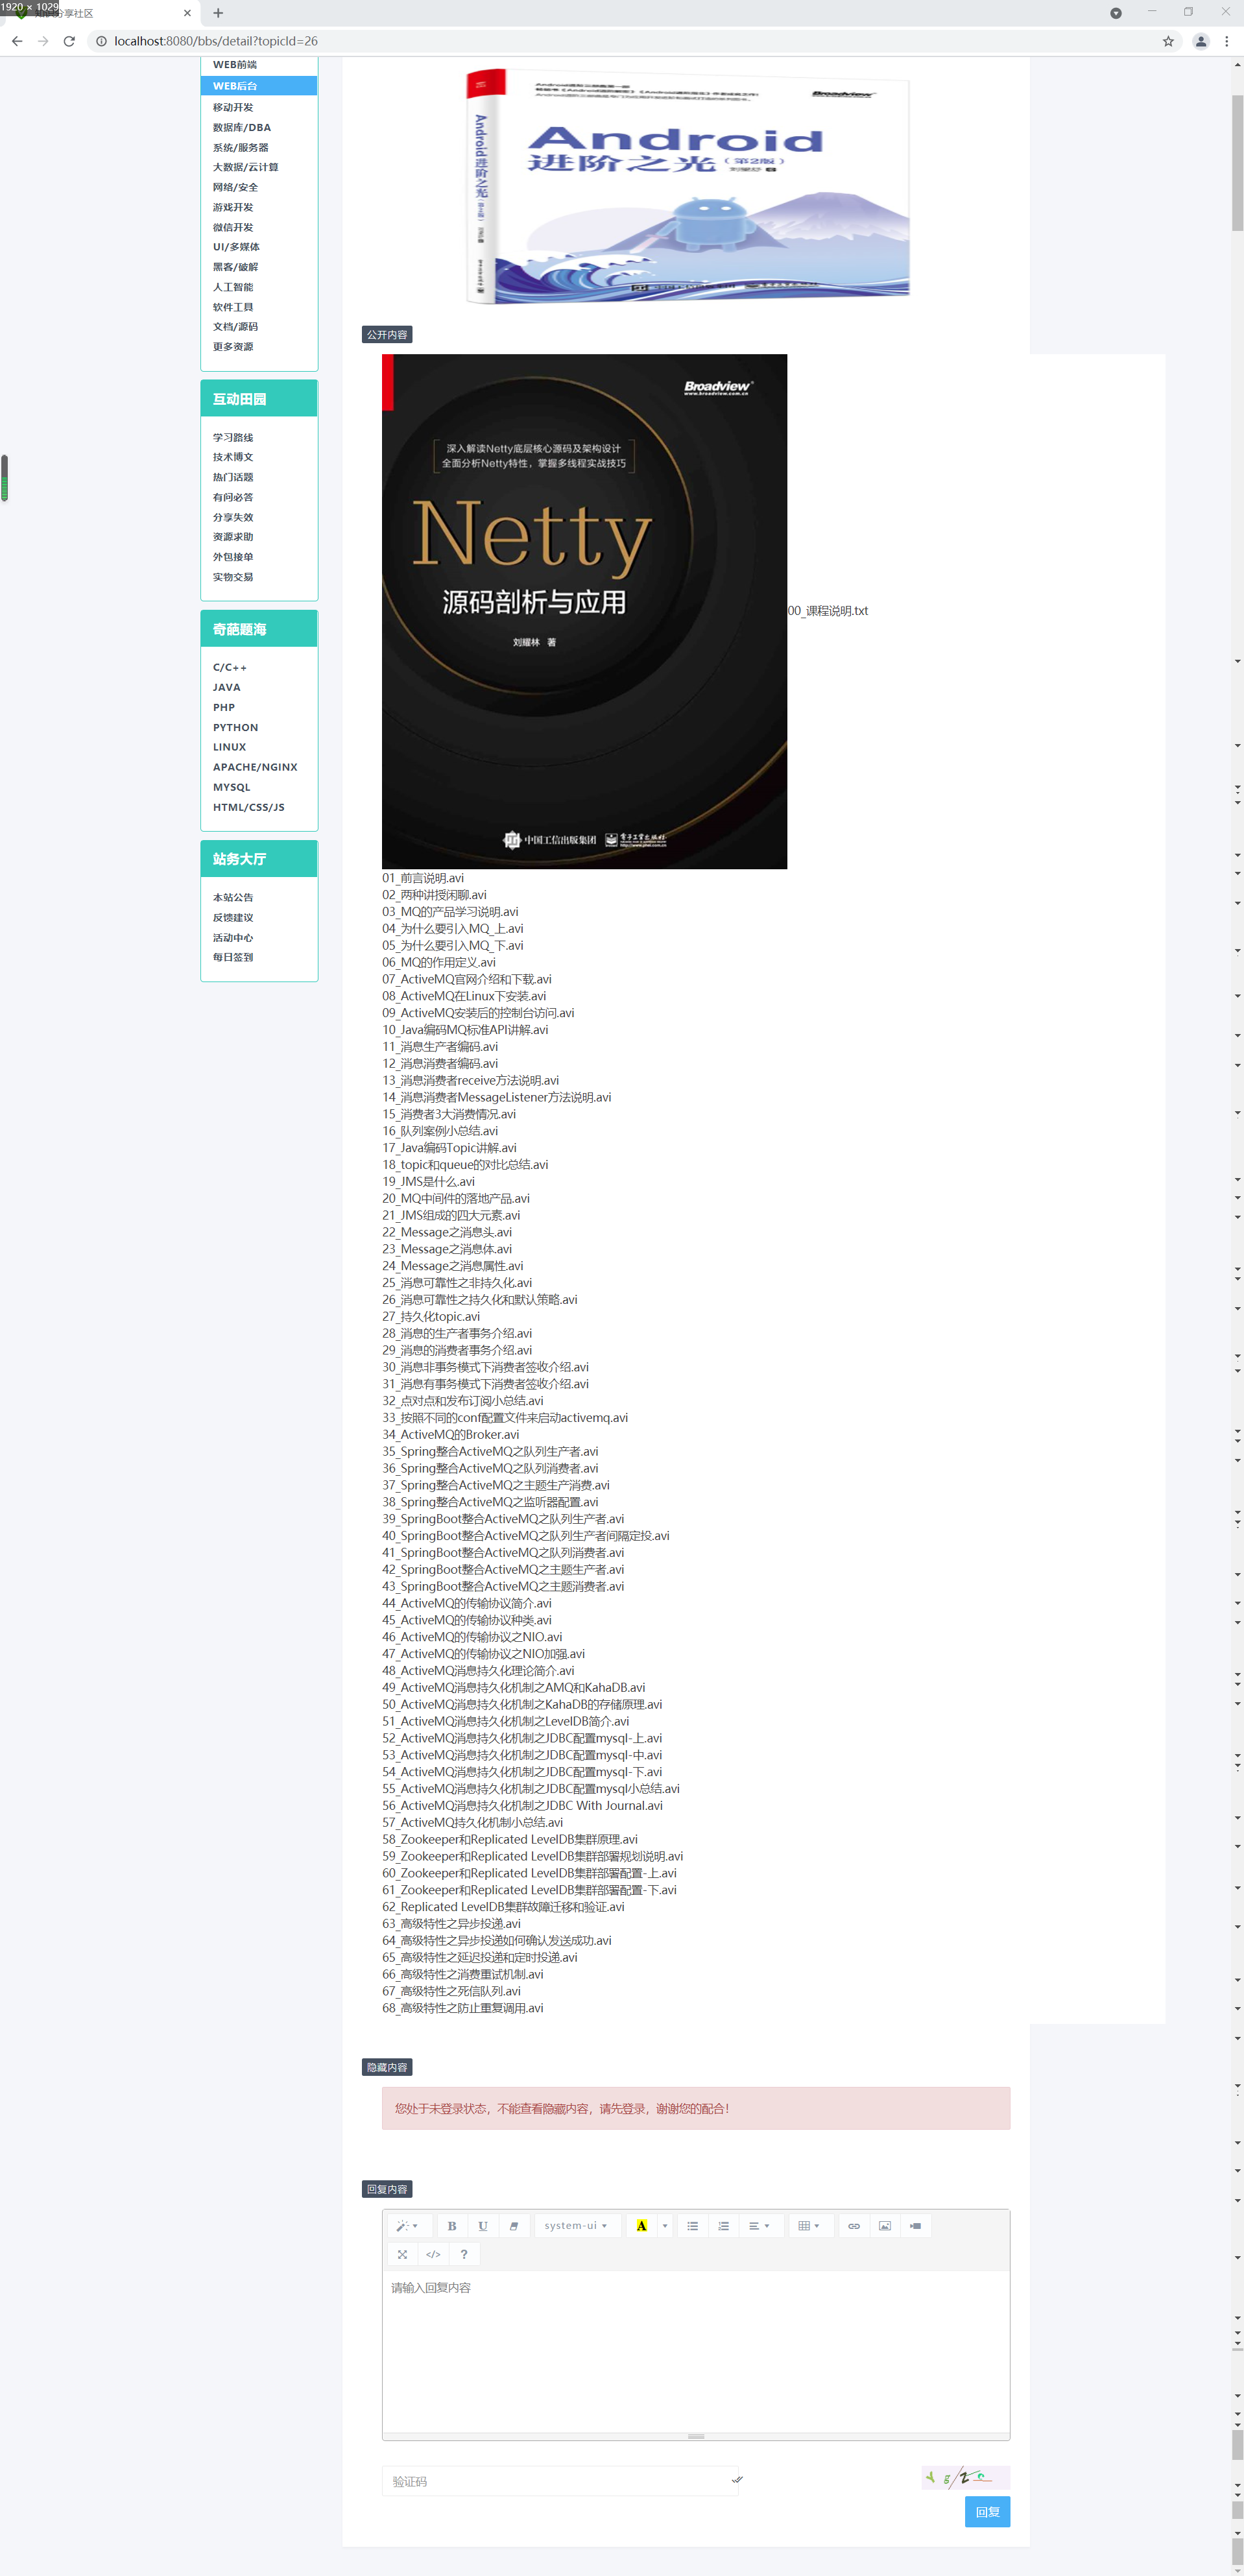 1920 × 1029
知识分享社区
localhost:8080/bbs/detail?topicId=26
WEB前端
WEB后台
移动开发
数据库/DBA
系统/服务器
大数据/云计算
网络/安全
游戏开发
微信开发
UI/多媒体
黑客/破解
人工智能
软件工具
文档/源码
更多资源
互动田园
学习路线
技术博文
热门话题
有问必答
分享失效
资源求助
外包接单
实物交易
奇葩题海
C/C++
JAVA
PHP
PYTHON
LINUX
APACHE/NGINX
MYSQL
HTML/CSS/JS
站务大厅
本站公告
反馈建议
活动中心
每日签到
Broadview
Android
进阶之光(第2版)
Android进阶之光
公开内容
Broadview
www.broadview.com.cn
深入解读Netty底层核心源码及架构设计
全面分析Netty特性，掌握多线程实战技巧
Netty
源码剖析与应用
刘耀林 著
中国工信出版集团 电子工业出版社
00_课程说明.txt
01_前言说明.avi
02_两种讲授闲聊.avi
03_MQ的产品学习说明.avi
04_为什么要引入MQ_上.avi
05_为什么要引入MQ_下.avi
06_MQ的作用定义.avi
07_ActiveMQ官网介绍和下载.avi
08_ActiveMQ在Linux下安装.avi
09_ActiveMQ安装后的控制台访问.avi
10_Java编码MQ标准API讲解.avi
11_消息生产者编码.avi
12_消息消费者编码.avi
13_消息消费者receive方法说明.avi
14_消息消费者MessageListener方法说明.avi
15_消费者3大消费情况.avi
16_队列案例小总结.avi
17_Java编码Topic讲解.avi
18_topic和queue的对比总结.avi
19_JMS是什么.avi
20_MQ中间件的落地产品.avi
21_JMS组成的四大元素.avi
22_Message之消息头.avi
23_Message之消息体.avi
24_Message之消息属性.avi
25_消息可靠性之非持久化.avi
26_消息可靠性之持久化和默认策略.avi
27_持久化topic.avi
28_消息的生产者事务介绍.avi
29_消息的消费者事务介绍.avi
30_消息非事务模式下消费者签收介绍.avi
31_消息有事务模式下消费者签收介绍.avi
32_点对点和发布订阅小总结.avi
33_按照不同的conf配置文件来启动activemq.avi
34_ActiveMQ的Broker.avi
35_Spring整合ActiveMQ之队列生产者.avi
36_Spring整合ActiveMQ之队列消费者.avi
37_Spring整合ActiveMQ之主题生产消费.avi
38_Spring整合ActiveMQ之监听器配置.avi
39_SpringBoot整合ActiveMQ之队列生产者.avi
40_SpringBoot整合ActiveMQ之队列生产者间隔定投.avi
41_SpringBoot整合ActiveMQ之队列消费者.avi
42_SpringBoot整合ActiveMQ之主题生产者.avi
43_SpringBoot整合ActiveMQ之主题消费者.avi
44_ActiveMQ的传输协议简介.avi
45_ActiveMQ的传输协议种类.avi
46_ActiveMQ的传输协议之NIO.avi
47_ActiveMQ的传输协议之NIO加强.avi
48_ActiveMQ消息持久化理论简介.avi
49_ActiveMQ消息持久化机制之AMQ和KahaDB.avi
50_ActiveMQ消息持久化机制之KahaDB的存储原理.avi
51_ActiveMQ消息持久化机制之LevelDB简介.avi
52_ActiveMQ消息持久化机制之JDBC配置mysql-上.avi
53_ActiveMQ消息持久化机制之JDBC配置mysql-中.avi
54_ActiveMQ消息持久化机制之JDBC配置mysql-下.avi
55_ActiveMQ消息持久化机制之JDBC配置mysql小总结.avi
56_ActiveMQ消息持久化机制之JDBC With Journal.avi
57_ActiveMQ持久化机制小总结.avi
58_Zookeeper和Replicated LevelDB集群原理.avi
59_Zookeeper和Replicated LevelDB集群部署规划说明.avi
60_Zookeeper和Replicated LevelDB集群部署配置-上.avi
61_Zookeeper和Replicated LevelDB集群部署配置-下.avi
62_Replicated LevelDB集群故障迁移和验证.avi
63_高级特性之异步投递.avi
64_高级特性之异步投递如何确认发送成功.avi
65_高级特性之延迟投递和定时投递.avi
66_高级特性之消费重试机制.avi
67_高级特性之死信队列.avi
68_高级特性之防止重复调用.avi
隐藏内容
您处于未登录状态，不能查看隐藏内容，请先登录，谢谢您的配合！
回复内容
B U system-ui A
</> ?
请输入回复内容
验证码
回复